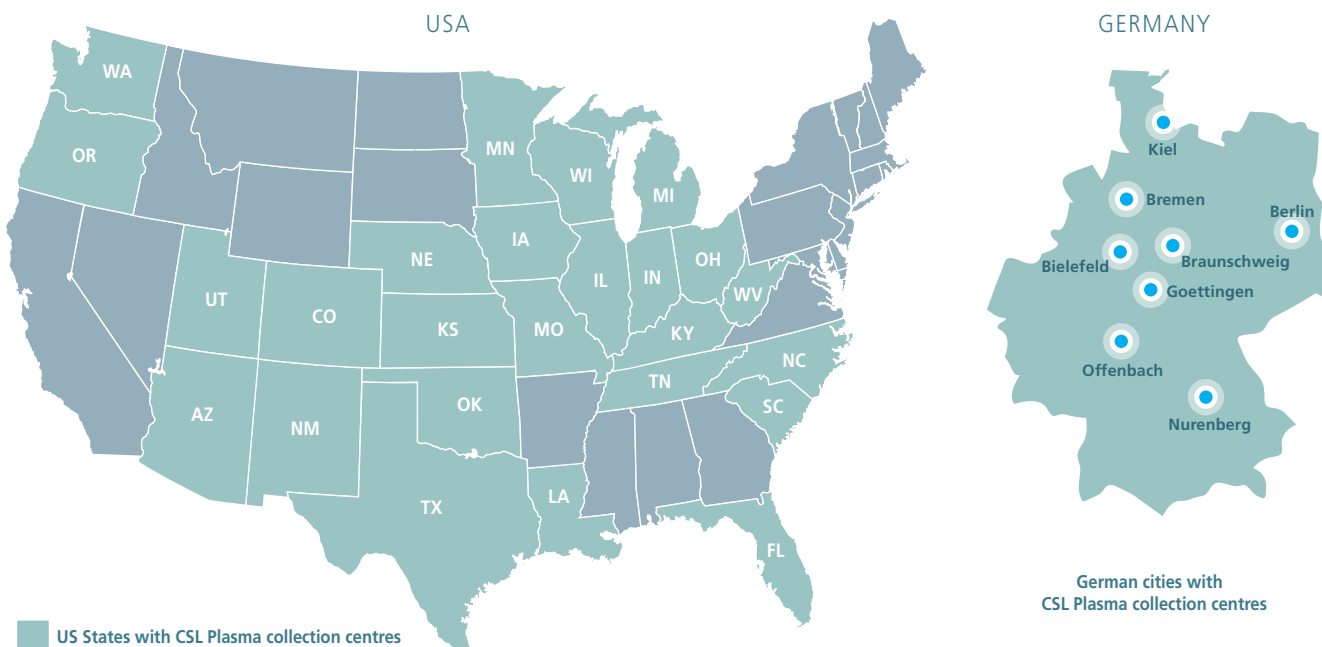 USA
GERMANY
WA
OR
MN
WI
MI
IA
NE
IL
IN
OH
WV
UT
CO
KS
MO
KY
NC
TN
SC
AZ
NM
OK
TX
LA
FL
Kiel
Bremen
Berlin
Bielefeld
Braunschweig
Goettingen
Offenbach
Nurenberg
German cities with
CSL Plasma collection centres
US States with CSL Plasma collection centres